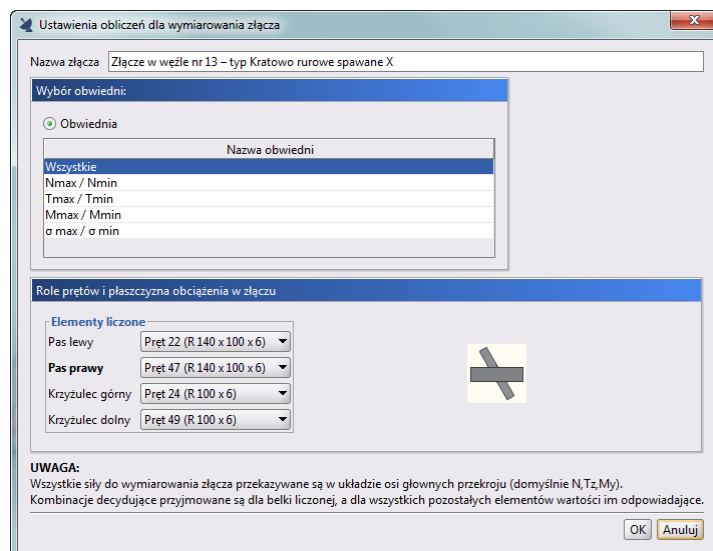 Ustawienia obliczeń dla wymiarowania złącza
Nazwa złącza Złącze w węźle nr 13 – typ Kratowo rurowe spawane X
Wybór obwiedni:
Obwiednia
Nazwa obwiedni
Wszystkie
Nmax / Nmin
Tmax / Tmin
Mmax / Mmin
σ max / σ min
Role prętów i płaszczyzna obciążenia w złączu
Elementy liczone
Pas lewy Pręt 22 (R 140 x 100 x 6)
Pas prawy Pręt 47 (R 140 x 100 x 6)
Krzyżulec górny Pręt 24 (R 100 x 6)
Krzyżulec dolny Pręt 49 (R 100 x 6)
UWAGA:
Wszystkie siły do wymiarowania złącza przekazywane są w układzie osi głownych przekroju (domyślnie N,Tz,My).
Kombinacje decydujące przyjmowane są dla belki liczonej, a dla wszystkich pozostałych elementów wartości im odpowiadające.
OK Anuluj